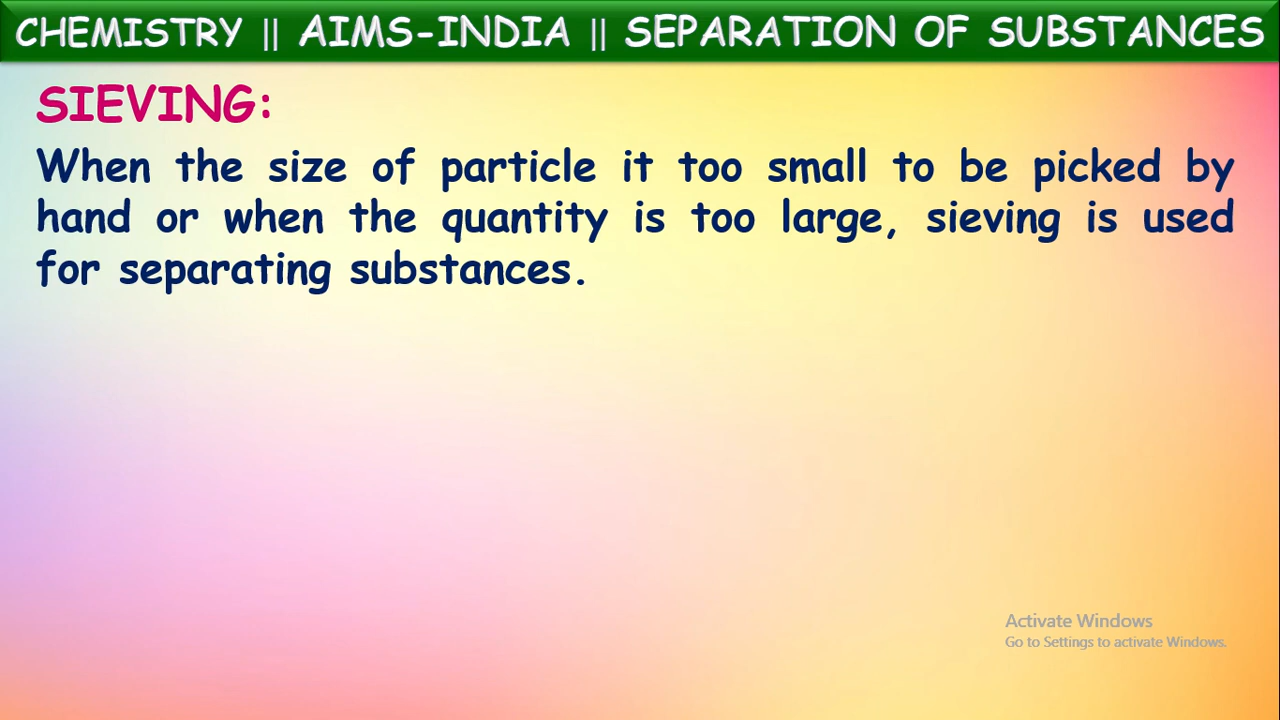 CHEMISTRY || AIMS-INDIA || SEPARATION OF SUBSTANCES
SIEVING:
When the size of particle it too small to be picked by
hand or when the quantity is too large, sieving is used
for separating substances.
Activate Windows
Go to Settings to activate Windows.